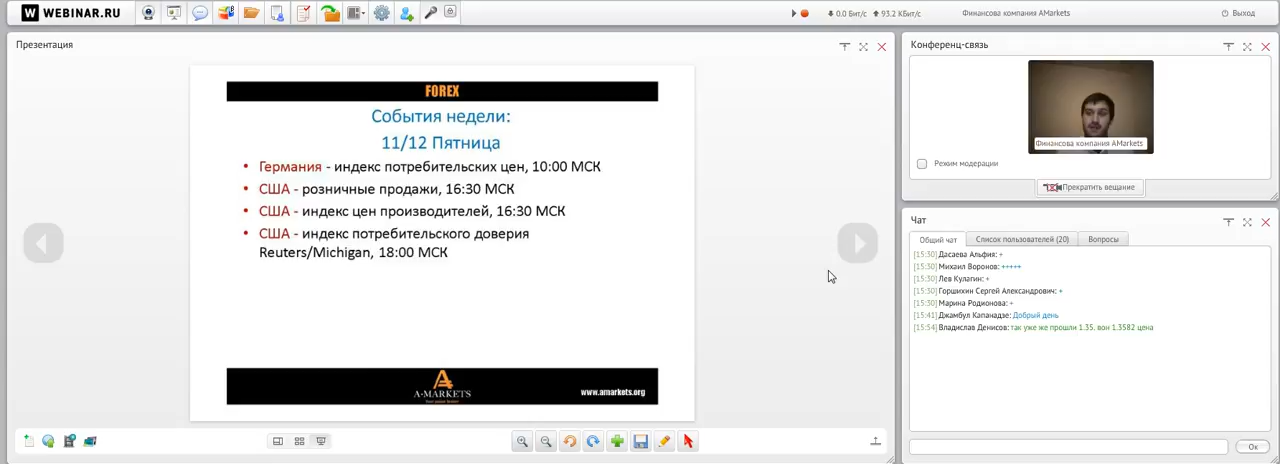 W WEBINAR.RU
0.0 Бит/с
93.2 КБит/с
Финансова компания AMarkets
Выход
Презентация
FOREX
События недели:
11/12 Пятница
• Германия - индекс потребительских цен, 10:00 МСК
• США - розничные продажи, 16:30 МСК
• США - индекс цен производителей, 16:30 МСК
• США - индекс потребительского доверия
Reuters/Michigan, 18:00 МСК
A-MARKETS
www.amarkets.org
Конференц-связь
Финансова компания AMarkets
Режим модерации
Прекратить вещание
Чат
Общий чат
Список пользователей (20)
Вопросы
[15:30] Дасаева Альфия: +
[15:30] Михаил Воронов: +++++
[15:30] Лев Кулагин: +
[15:30] Горшихин Сергей Александрович: +
[15:30] Марина Родионова: +
[15:41] Джамбул Капанадзе: Добрый день
[15:54] Владислав Денисов: так уже же прошли 1.35. вон 1.3582 цена
Ок